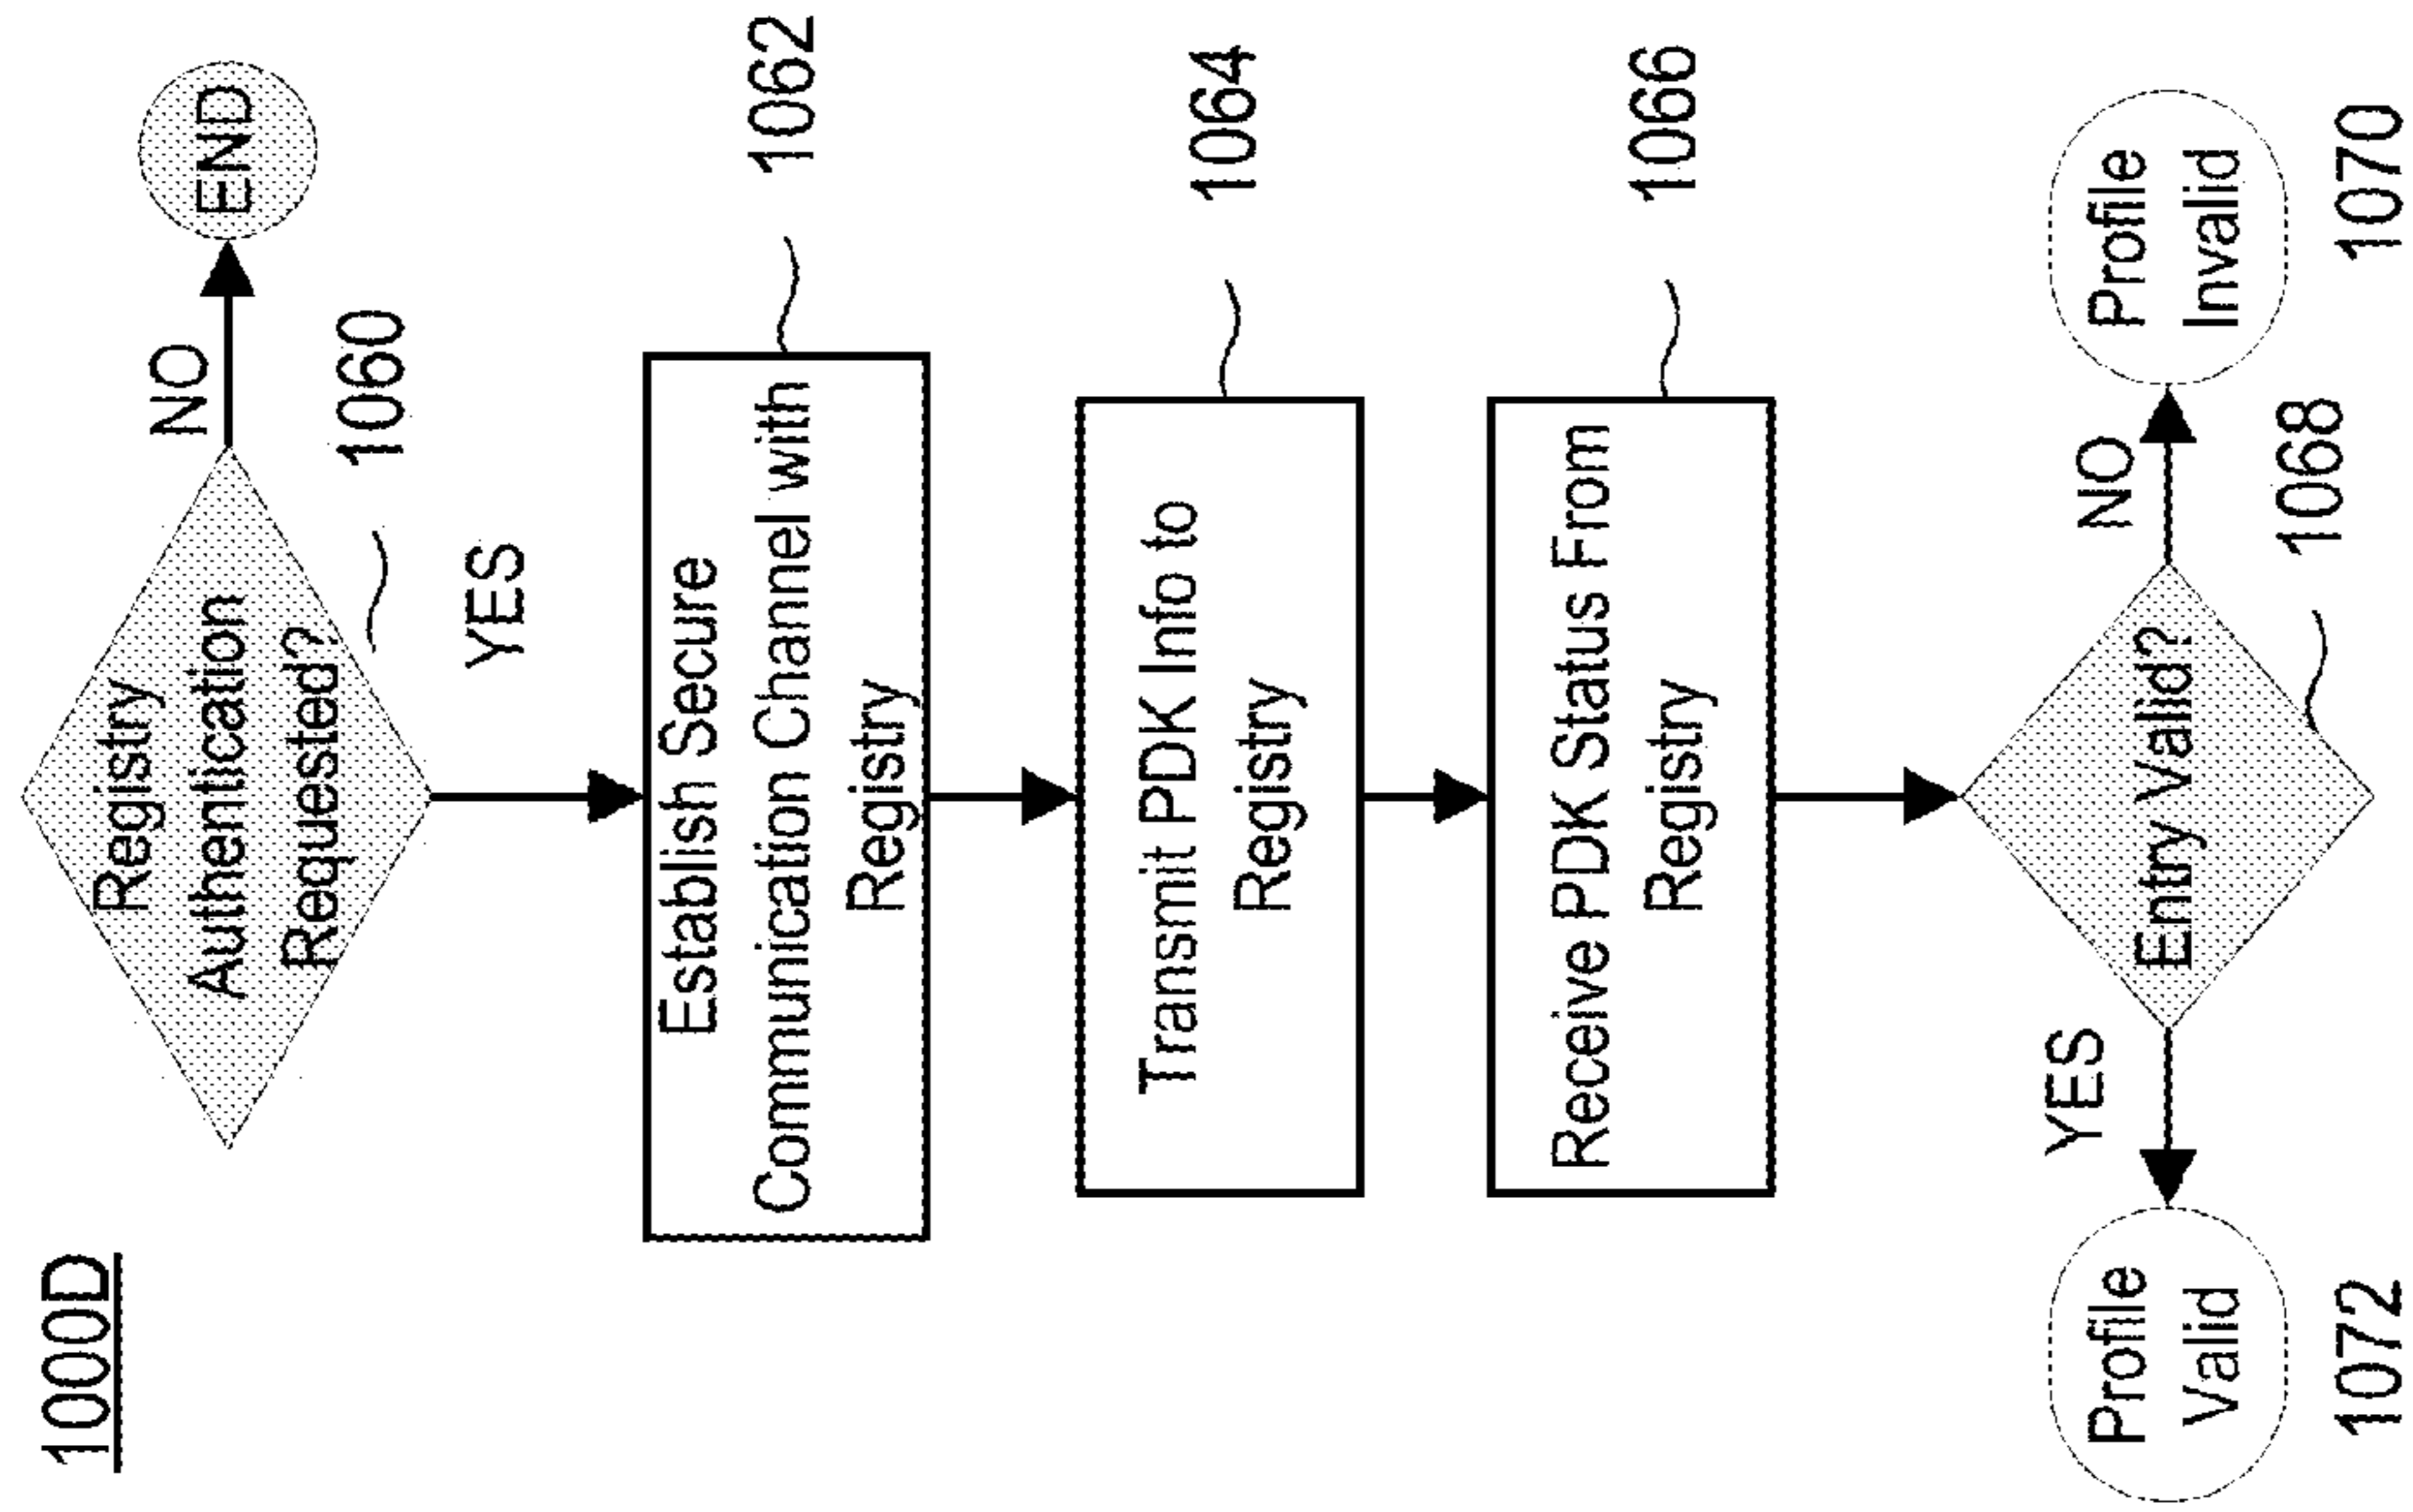 1000D
Registry
Authentication
Requested?
NO
END
1060
YES
Establish Secure
Communication Channel with
Registry
1062
Transmit PDK Info to
Registry
1064
Receive PDK Status From
Registry
1066
Entry Valid?
1068
YES
NO
Profile
Valid
1072
Profile
Invalid
1070